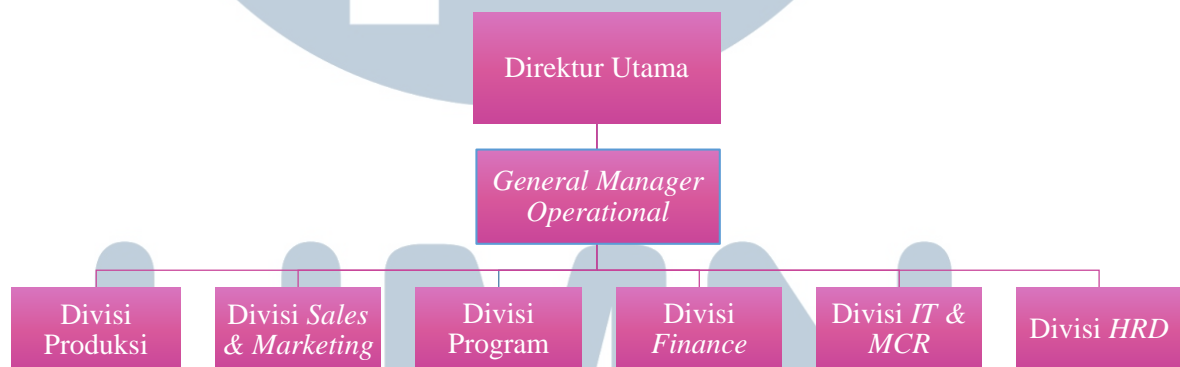 Direktur Utama
General Manager
Operational
Divisi
Produksi
Divisi Sales
& Marketing
Divisi
Program
Divisi
Finance
Divisi IT &
MCR
Divisi HRD